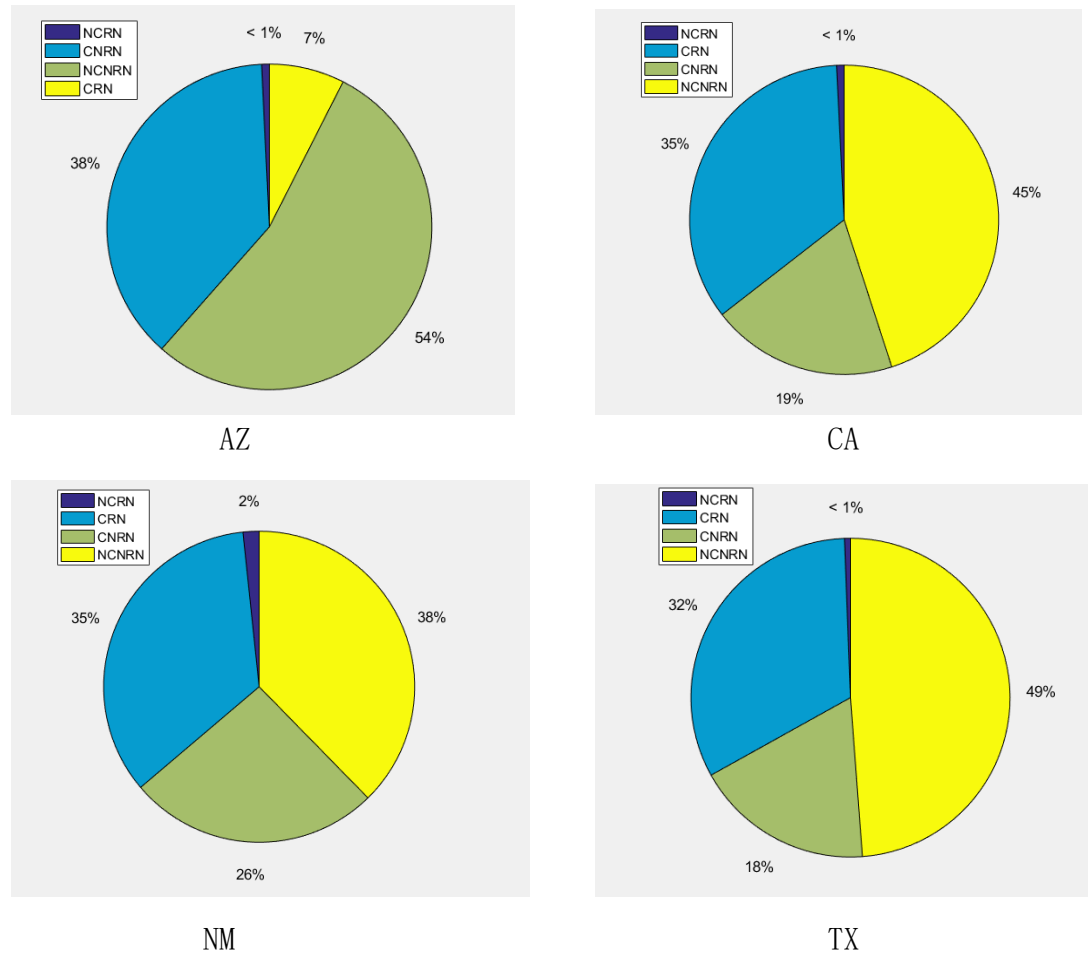 NCRN
CNRN
NCNRN
CRN
< 1%
7%
38%
54%
AZ
NCRN
CRN
CNRN
NCNRN
< 1%
35%
45%
19%
CA
NCRN
CRN
CNRN
NCNRN
2%
35%
38%
26%
NM
NCRN
CRN
CNRN
NCNRN
< 1%
32%
49%
18%
TX